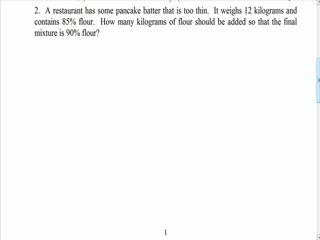 2. A restaurant has some pancake batter that is too thin. It weighs 12 kilograms and
contains 85% flour. How many kilograms of flour should be added so that the final
mixture is 90% flour?
1